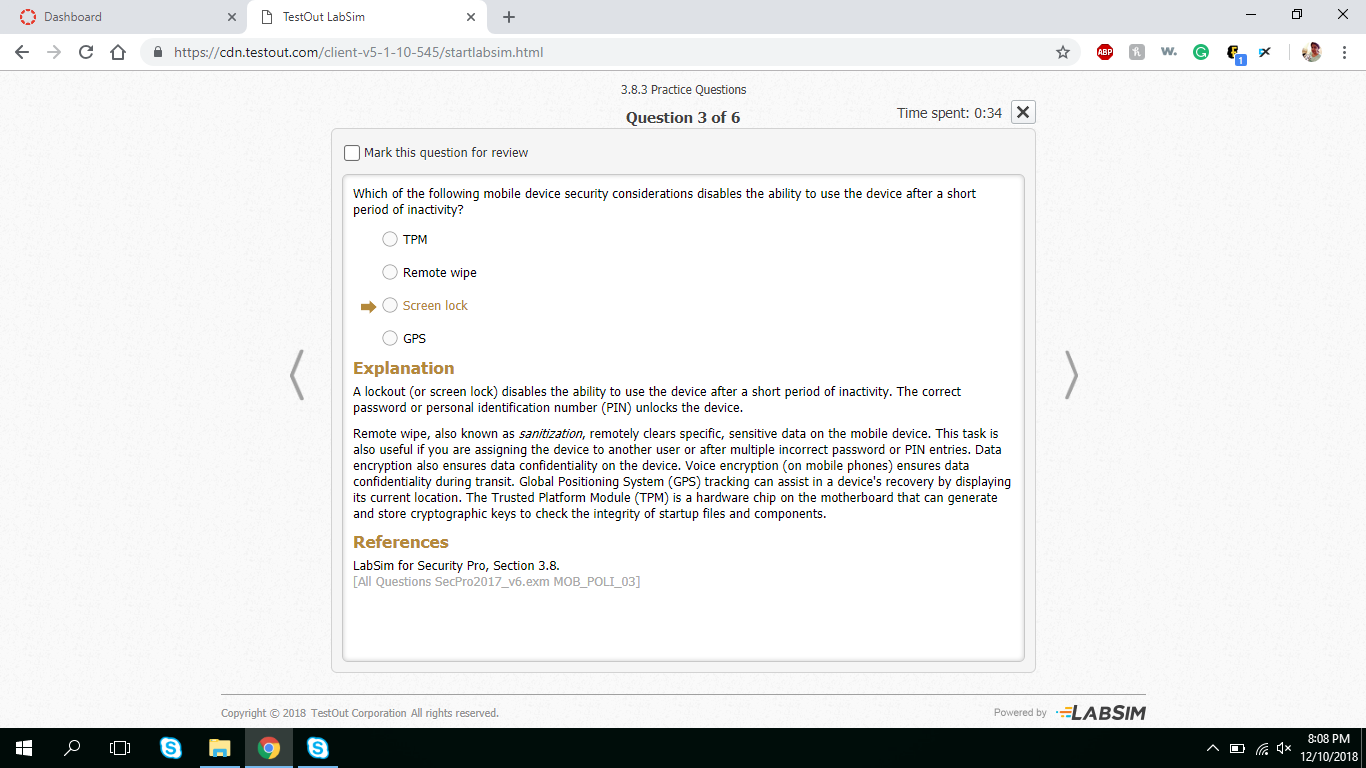 Dashboard
TestOut LabSim
https://cdn.testout.com/client-v5-1-10-545/startlabsim.html
ABP
w.
1
3.8.3 Practice Questions
Question 3 of 6
Time spent: 0:34
Mark this question for review
Which of the following mobile device security considerations disables the ability to use the device after a short
period of inactivity?
TPM
Remote wipe
Screen lock
GPS
Explanation
A lockout (or screen lock) disables the ability to use the device after a short period of inactivity. The correct
password or personal identification number (PIN) unlocks the device.
Remote wipe, also known as sanitization, remotely clears specific, sensitive data on the mobile device. This task is
also useful if you are assigning the device to another user or after multiple incorrect password or PIN entries. Data
encryption also ensures data confidentiality on the device. Voice encryption (on mobile phones) ensures data
confidentiality during transit. Global Positioning System (GPS) tracking can assist in a device's recovery by displaying
its current location. The Trusted Platform Module (TPM) is a hardware chip on the motherboard that can generate
and store cryptographic keys to check the integrity of startup files and components.
References
LabSim for Security Pro, Section 3.8.
[All Questions SecPro2017_v6.exm MOB_POLI_03]
Copyright © 2018 TestOut Corporation All rights reserved.
Powered by LABSIM
8:08 PM
12/10/2018